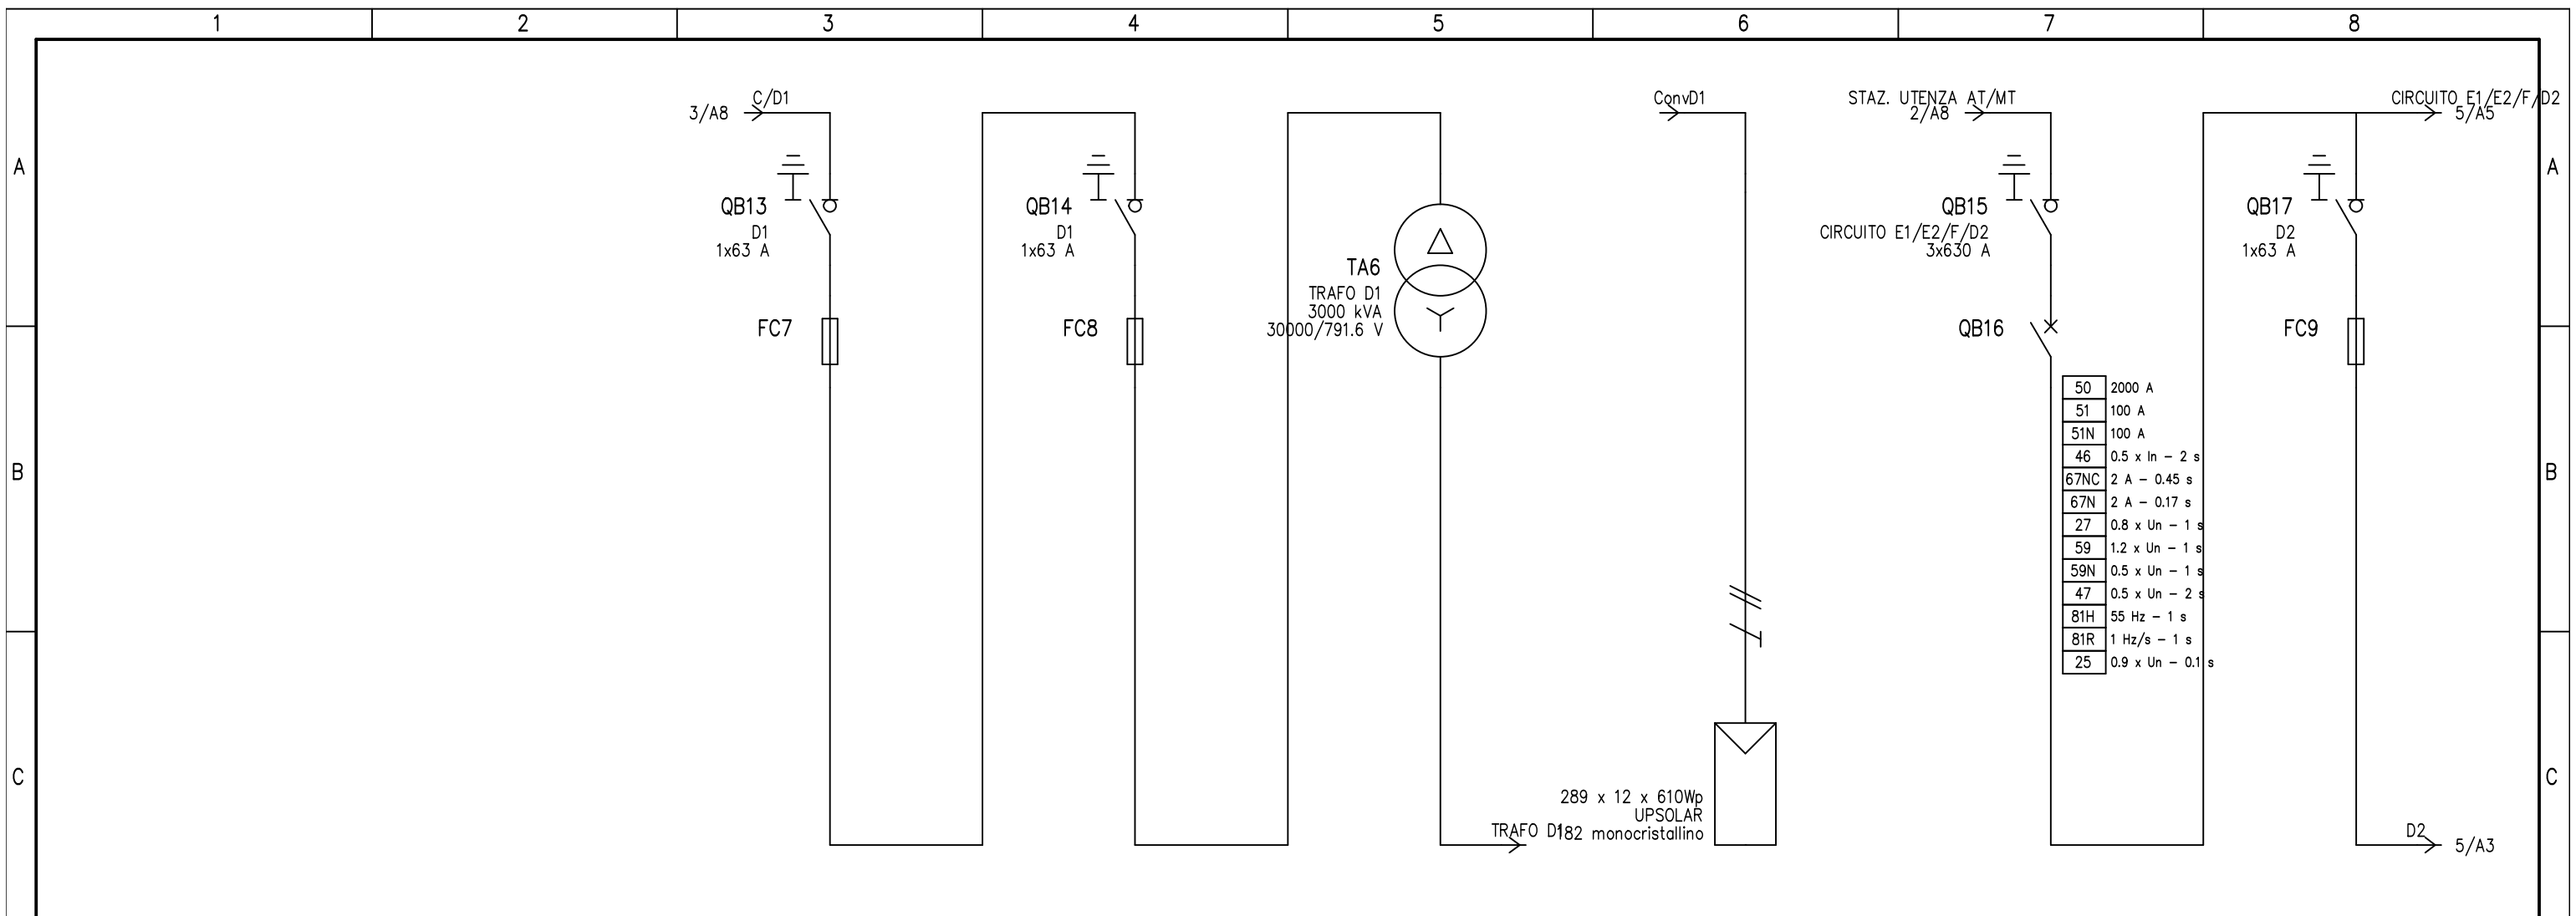 1 2 3 4 5 6 7 8
A
A
B
B
C
C
C/D1
3/A8
QB13
D1
1x63 A
FC7
QB14
D1
1x63 A
FC8
TA6
TRAFO D1
3000 kVA
30000/791.6 V
TRAFO D1
ConvD1
289 x 12 x 610Wp
UPSOLAR
182 monocristallino
STAZ. UTENZA AT/MT
2/A8
QB15
CIRCUITO E1/E2/F/D2
3x630 A
QB16
50 2000 A
51 100 A
51N 100 A
46 0.5 x In – 2 s
67NC 2 A – 0.45 s
67N 2 A – 0.17 s
27 0.8 x Un – 1 s
59 1.2 x Un – 1 s
59N 0.5 x Un – 1 s
47 0.5 x Un – 2 s
81H 55 Hz – 1 s
81R 1 Hz/s – 1 s
25 0.9 x Un – 0.1 s
CIRCUITO E1/E2/F/D2
5/A5
QB17
D2
1x63 A
FC9
D2
5/A3